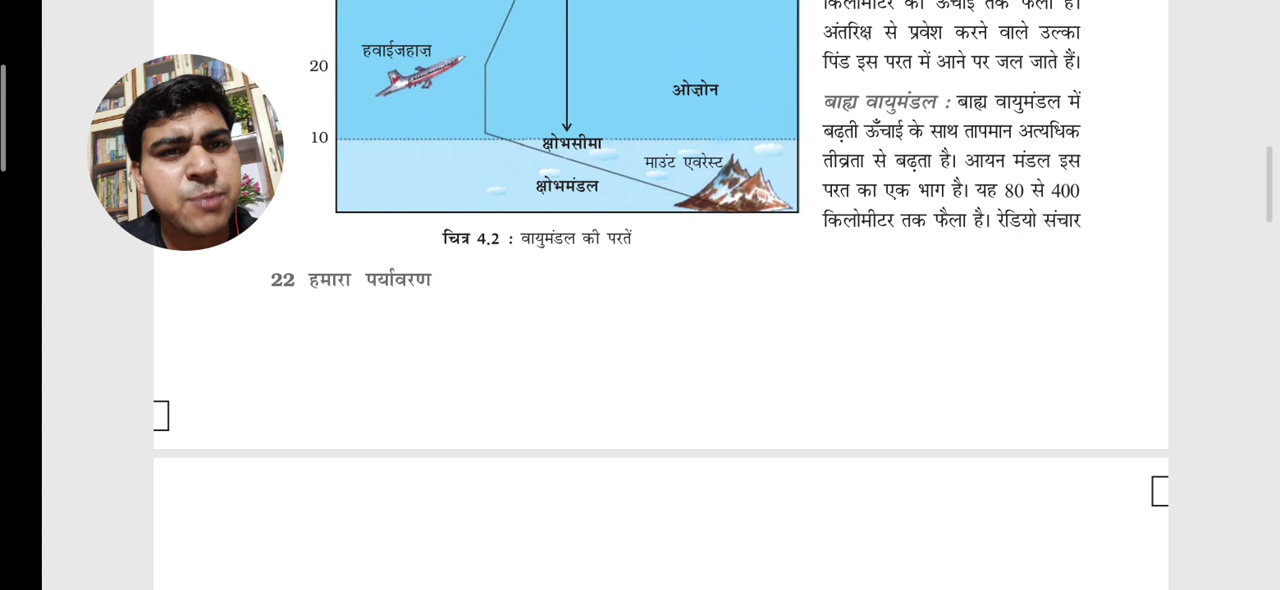 किलोमीटर की ऊँचाई तक फैला है।
अंतरिक्ष से प्रवेश करने वाले उल्का
पिंड इस परत में आने पर जल जाते हैं।
बाह्य वायुमंडल : बाह्य वायुमंडल में
बढ़ती ऊँचाई के साथ तापमान अत्यधिक
तीव्रता से बढ़ता है। आयन मंडल इस
परत का एक भाग है। यह 80 से 400
किलोमीटर तक फैला है। रेडियो संचार
हवाईजहाज़
20
ओज़ोन
10
क्षोभसीमा
माउंट एवरेस्ट
क्षोभमंडल
चित्र 4.2 : वायुमंडल की परतें
22 हमारा पर्यावरण